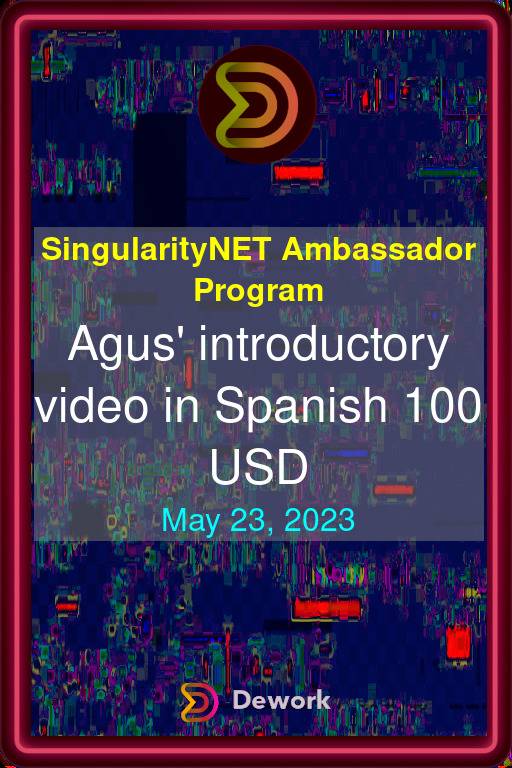 SingularityNET Ambassador
Program
Agus' introductory
video in Spanish 100
USD
May 23, 2023
Dework